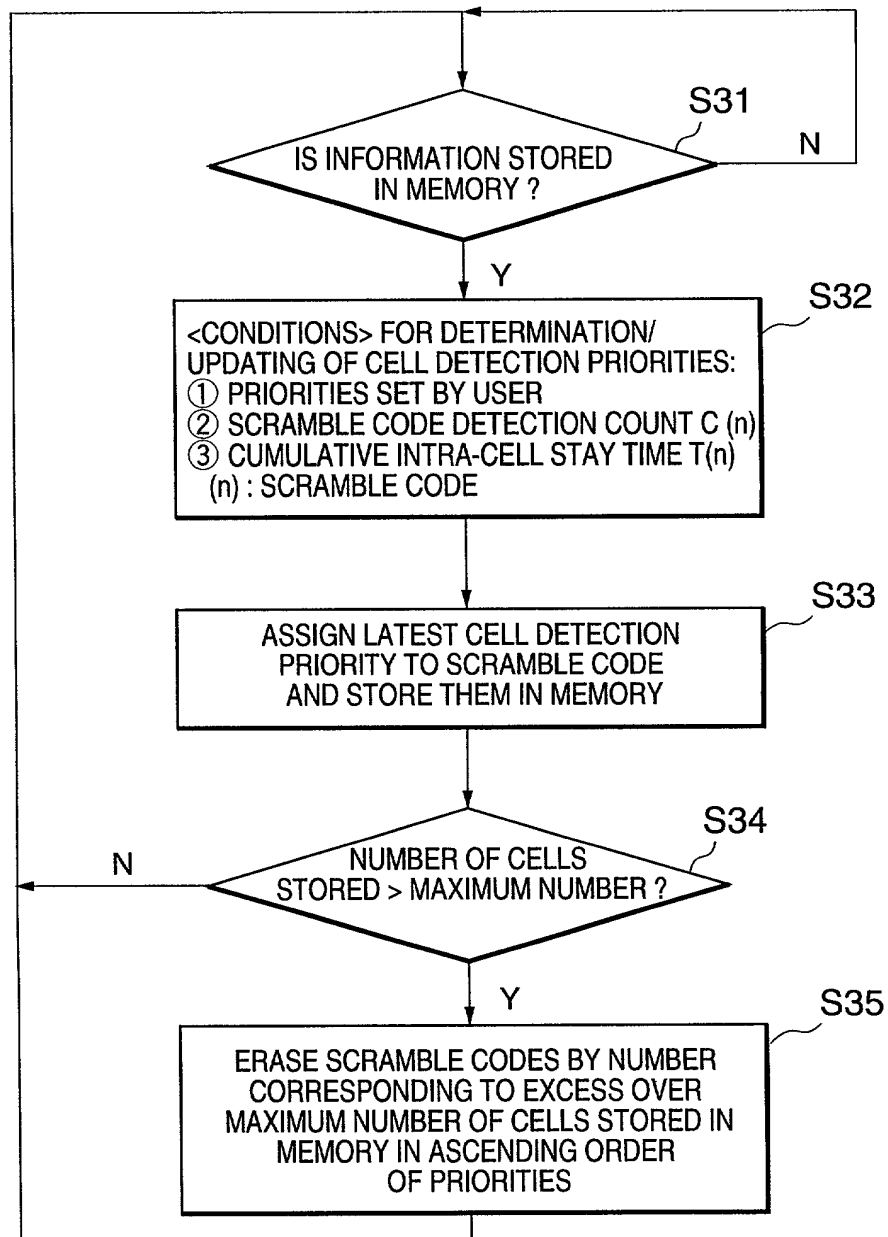 S31
IS INFORMATION STORED
IN MEMORY ?
N
Y
S32
<CONDITIONS> FOR DETERMINATION/
UPDATING OF CELL DETECTION PRIORITIES:
① PRIORITIES SET BY USER
② SCRAMBLE CODE DETECTION COUNT C (n)
③ CUMULATIVE INTRA-CELL STAY TIME T(n)
(n) : SCRAMBLE CODE
S33
ASSIGN LATEST CELL DETECTION
PRIORITY TO SCRAMBLE CODE
AND STORE THEM IN MEMORY
S34
N
NUMBER OF CELLS
STORED > MAXIMUM NUMBER ?
Y
S35
ERASE SCRAMBLE CODES BY NUMBER
CORRESPONDING TO EXCESS OVER
MAXIMUM NUMBER OF CELLS STORED IN
MEMORY IN ASCENDING ORDER
OF PRIORITIES